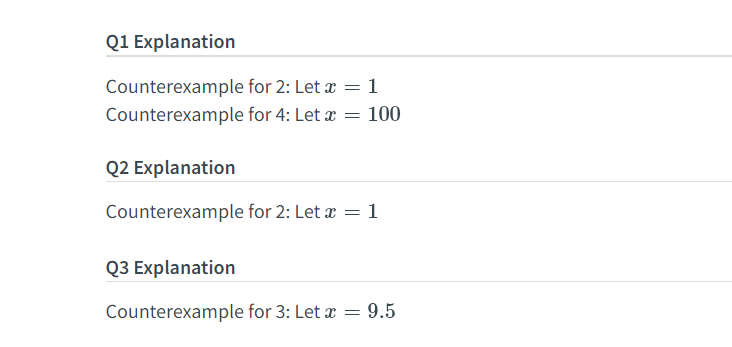 Q1 Explanation
Counterexample for 2: Let x = 1
Counterexample for 4: Let x = 100
Q2 Explanation
Counterexample for 2: Let x = 1
Q3 Explanation
Counterexample for 3: Let x = 9.5